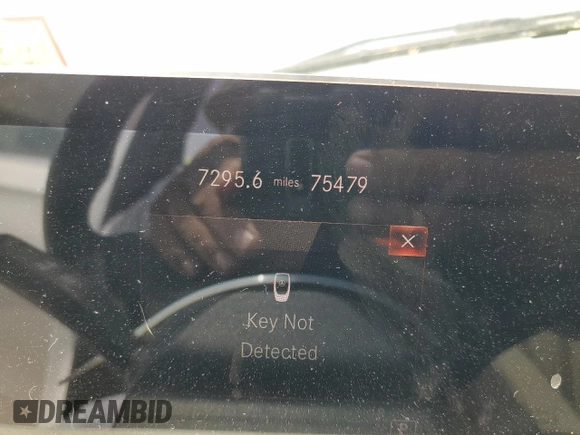 7295.6 miles 75479
Key Not
Detected
DREAMBID